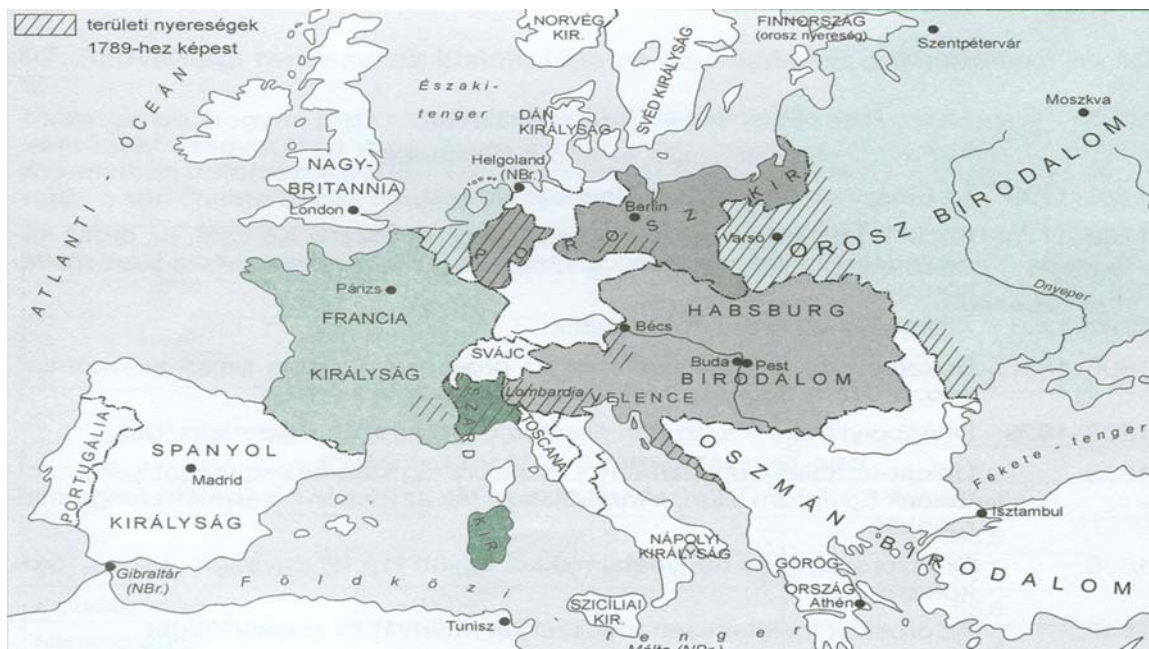 területi nyereségek
1789-hez képest
NORVÉG
KIR.
FINNORSZÁG
(orosz nyereség)
Szentpétervár
SVÉD KIRÁLYSÁG
Moszkva
ATLANTI
ÓCEÁN
Északi-
tenger
DÁN
KIRÁLYSÁG
Helgoland
(NBr.)
NAGY-
BRITANNIA
London
Berlin
POROSZ KIR.
Varsó
OROSZ BIRODALOM
Dnyeper
Párizs
FRANCIA
KIRÁLYSÁG
HABSBURG
BIRODALOM
Bécs
Buda
Pest
SVÁJC
Lombardia
VELENCE
SZÁRD
KIR.
TOSCANA
PORTUGÁLIA
SPANYOL
Madrid
KIRÁLYSÁG
OSZMÁN BIRODALOM
Fekete-tenger
Isztambul
NÁPOLYI
KIRÁLYSÁG
GÖRÖG
ORSZÁG
Athén
Gibraltár
(NBr.)
Földközi
tenger
SZICÍLIAI
KIR.
Tunisz
Málta (NBr.)